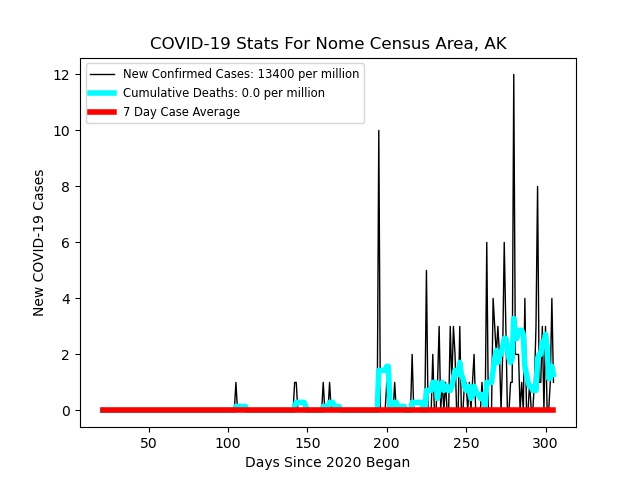 COVID-19 Stats For Nome Census Area, AK
New Confirmed Cases: 13400 per million
Cumulative Deaths: 0.0 per million
7 Day Case Average
New COVID-19 Cases
12
10
8
6
4
2
0
50 100 150 200 250 300
Days Since 2020 Began